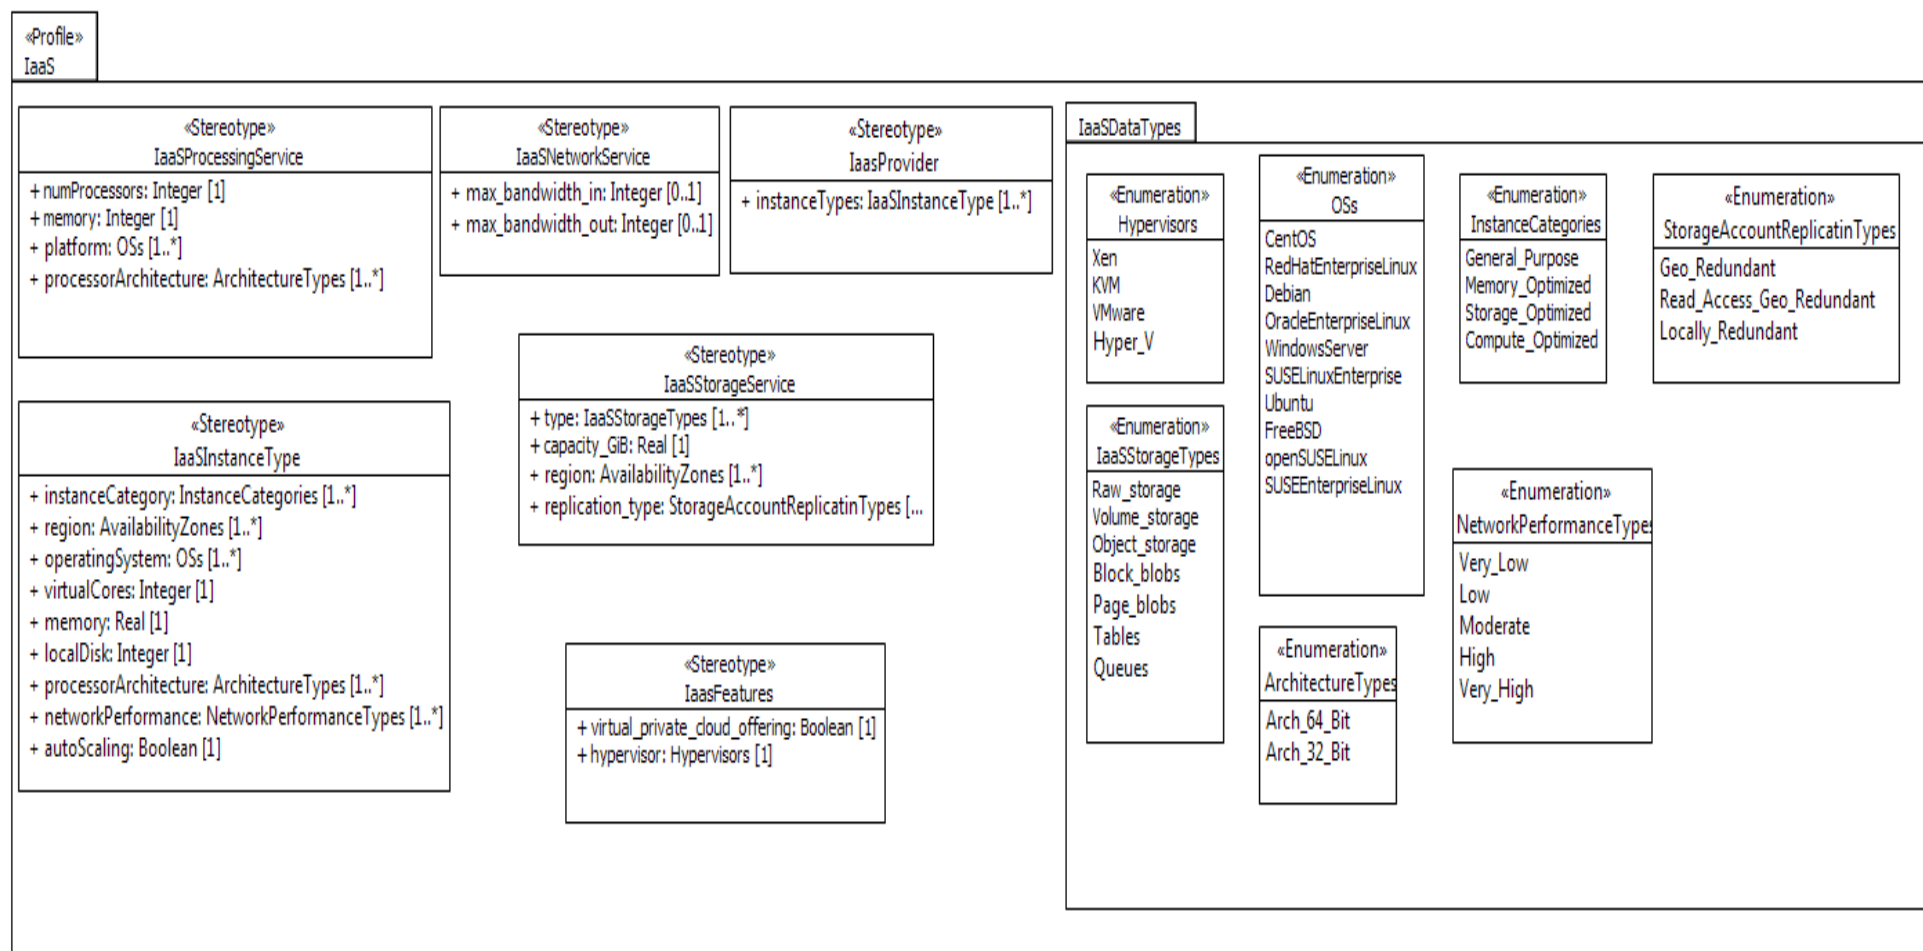 «Profile»
IaaS
«Stereotype»
IaaSProcessingService
+ numProcessors: Integer [1]
+ memory: Integer [1]
+ platform: OSs [1..*]
+ processorArchitecture: ArchitectureTypes [1..*]
«Stereotype»
IaaSNetworkService
+ max_bandwidth_in: Integer [0..1]
+ max_bandwidth_out: Integer [0..1]
«Stereotype»
IaasProvider
+ instanceTypes: IaaSInstanceType [1..*]
«Stereotype»
IaaSStorageService
+ type: IaaSStorageTypes [1..*]
+ capacity_GiB: Real [1]
+ region: AvailabilityZones [1..*]
+ replication_type: StorageAccountReplicatinTypes [...
«Stereotype»
IaaSInstanceType
+ instanceCategory: InstanceCategories [1..*]
+ region: AvailabilityZones [1..*]
+ operatingSystem: OSs [1..*]
+ virtualCores: Integer [1]
+ memory: Real [1]
+ localDisk: Integer [1]
+ processorArchitecture: ArchitectureTypes [1..*]
+ networkPerformance: NetworkPerformanceTypes [1..*]
+ autoScaling: Boolean [1]
«Stereotype»
IaasFeatures
+ virtual_private_cloud_offering: Boolean [1]
+ hypervisor: Hypervisors [1]
IaaSDataTypes
«Enumeration»
Hypervisors
Xen
KVM
VMware
Hyper_V
«Enumeration»
OSs
CentOS
RedHatEnterpriseLinux
Debian
OracleEnterpriseLinux
WindowsServer
SUSELinuxEnterprise
Ubuntu
FreeBSD
openSUSELinux
SUSEEnterpriseLinux
«Enumeration»
InstanceCategories
General_Purpose
Memory_Optimized
Storage_Optimized
Compute_Optimized
«Enumeration»
StorageAccountReplicatinTypes
Geo_Redundant
Read_Access_Geo_Redundant
Locally_Redundant
«Enumeration»
IaaSStorageTypes
Raw_storage
Volume_storage
Object_storage
Block_blobs
Page_blobs
Tables
Queues
«Enumeration»
NetworkPerformanceTypes
Very_Low
Low
Moderate
High
Very_High
«Enumeration»
ArchitectureTypes
Arch_64_Bit
Arch_32_Bit